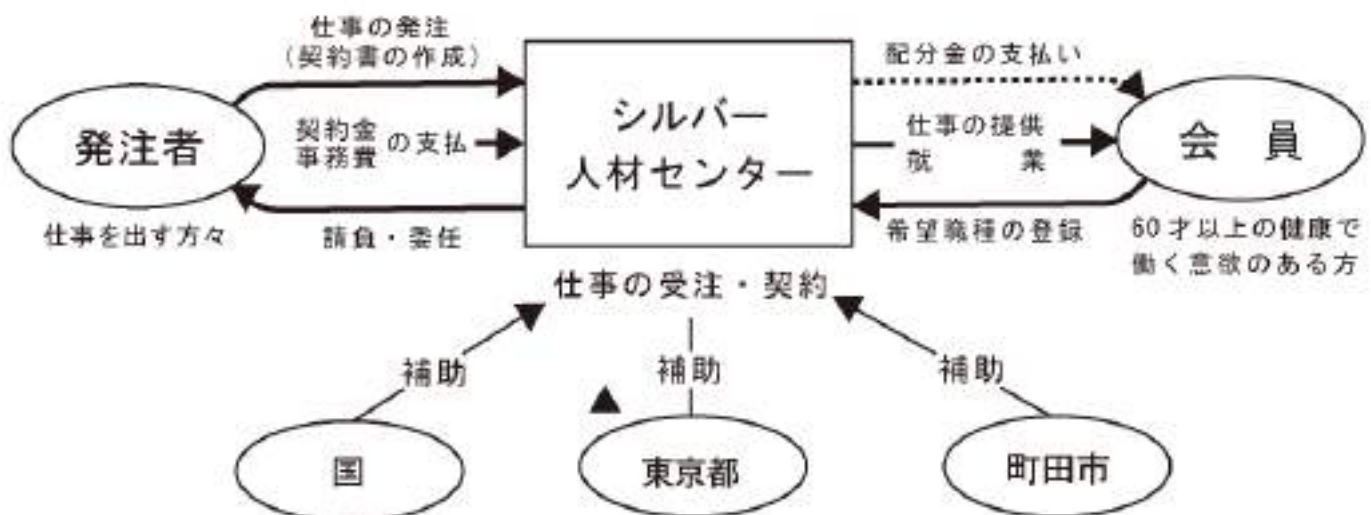 仕事の発注
(契約書の作成)
発注者
契約金
事務費 の支払
仕事を出す方々
請負・委任
シルバー
人材センター
仕事の受注・契約
配分金の支払い
仕事の提供
就 業
希望職種の登録
会 員
60才以上の健康で
働く意欲のある方
補助
補助
補助
国
東京都
町田市